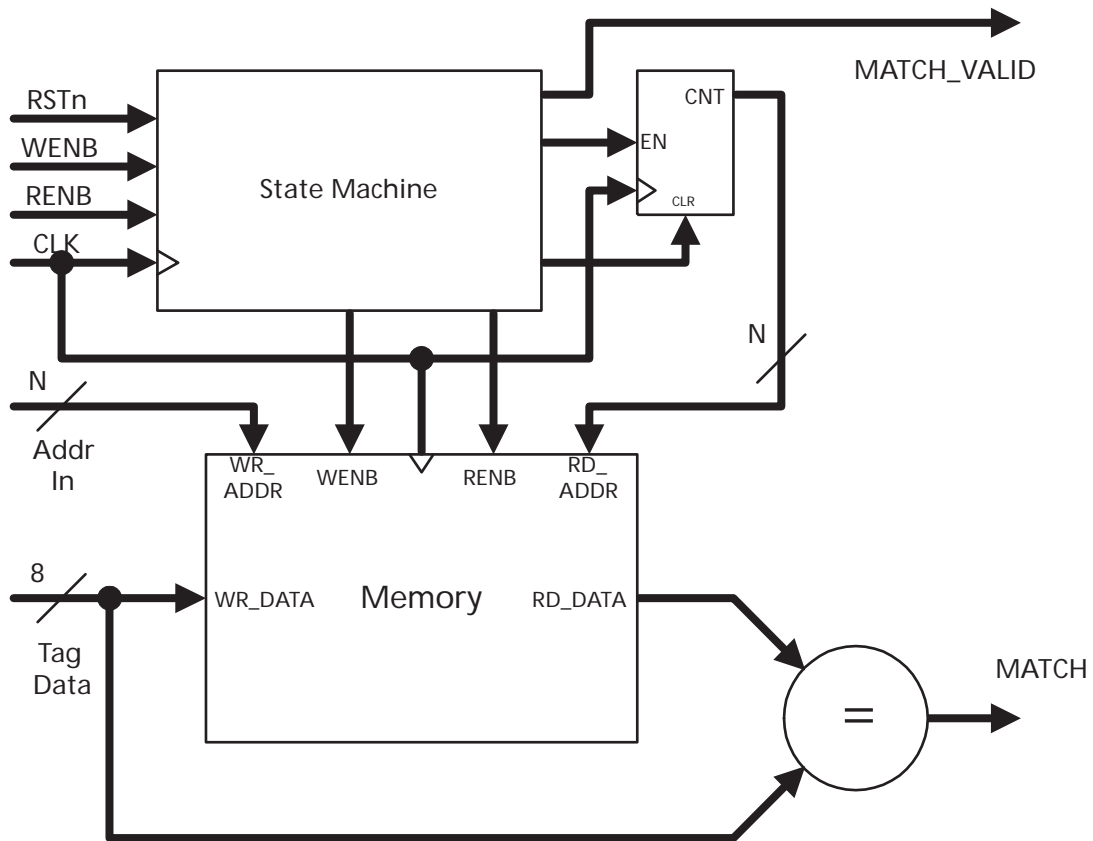 MATCH_VALID
CNT
RSTn
WENB
RENB
CLK
State Machine
EN
CLR
N
N
Addr
In
WR_
ADDR
WENB
RENB
RD_
ADDR
8
WR_DATA
Memory
RD_DATA
Tag
Data
=
MATCH